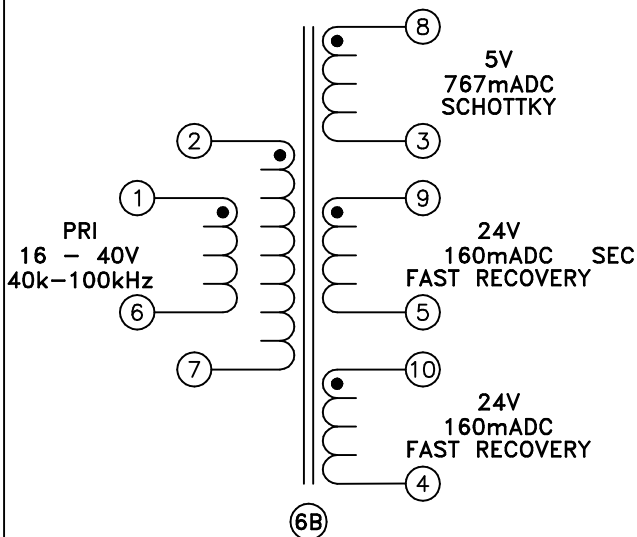 8
5V
767mADC
SCHOTTKY
2
3
1
9
PRI
16 - 40V
40k-100kHz
24V
160mADC SEC
FAST RECOVERY
6
5
7
10
24V
160mADC
FAST RECOVERY
4
6B